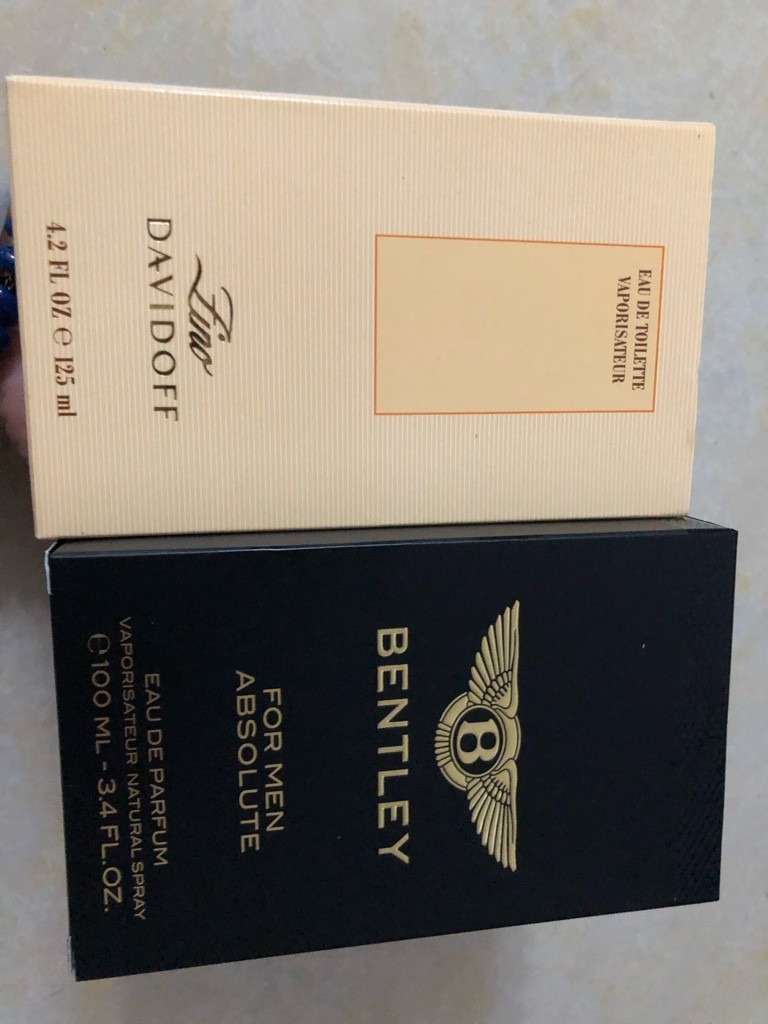 EAU DE TOILETTE
VAPORISATEUR
Zino
DAVIDOFF
4.2 FL OZ ℮ 125 ml
B
BENTLEY
FOR MEN
ABSOLUTE
EAU DE PARFUM
VAPORISATEUR NATURAL SPRAY
℮100 ML - 3.4 FL.OZ.